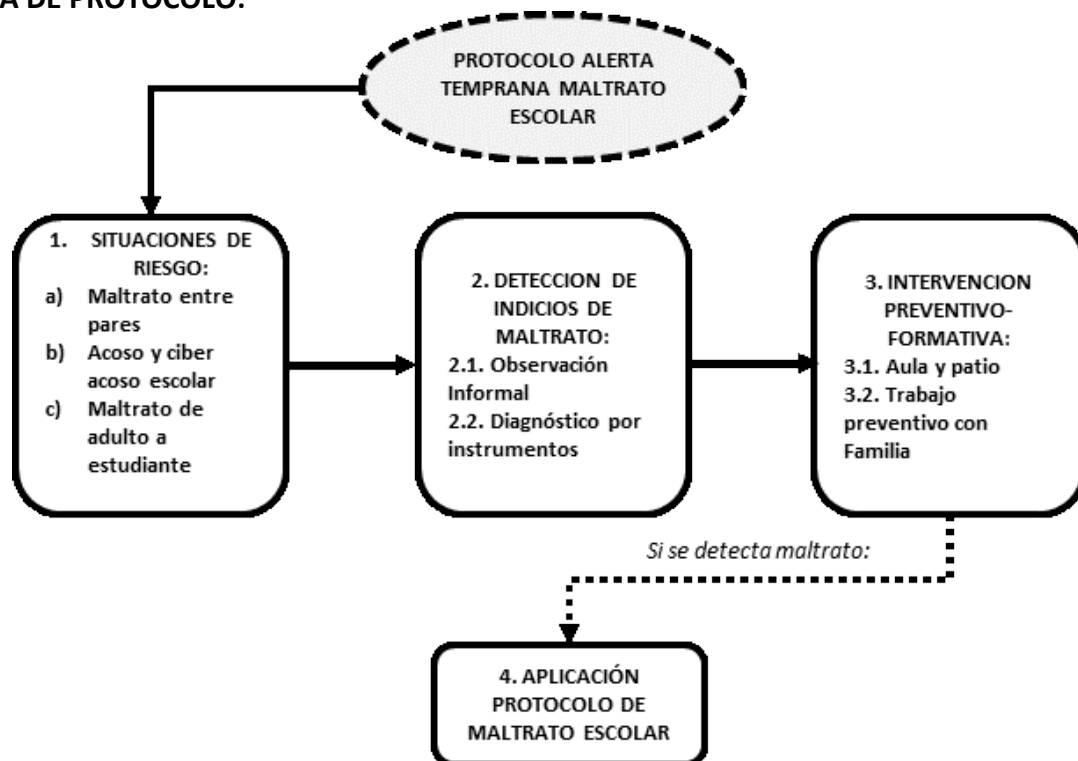 A DE PROTOCOLO:
PROTOCOLO ALERTA
TEMPRANA MALTRATO
ESCOLAR
1. SITUACIONES DE
RIESGO:
a) Maltrato entre
pares
b) Acoso y ciber
acoso escolar
c) Maltrato de
adulto a
estudiante
2. DETECCION DE
INDICIOS DE
MALTRATO:
2.1. Observación
Informal
2.2. Diagnóstico por
instrumentos
3. INTERVENCION
PREVENTIVO-
FORMATIVA:
3.1. Aula y patio
3.2. Trabajo
preventivo con
Familia
Si se detecta maltrato:
4. APLICACIÓN
PROTOCOLO DE
MALTRATO ESCOLAR